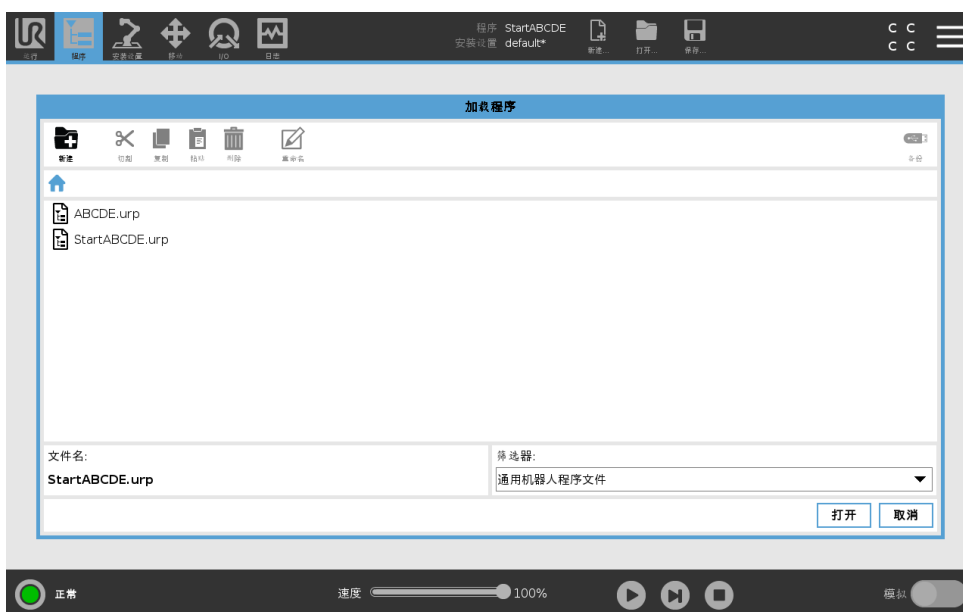 UR
程序 StartABCDE
安装设置 default*
运行 程序 安装设置 移动 I/O 日志 新建... 打开... 保存...
C C
C C
加载程序
新建 切割 复制 粘贴 删除 重命名 备份
ABCDE.urp
StartABCDE.urp
文件名: 筛选器:
StartABCDE.urp 通用机器人程序文件
打开 取消
正常 速度 100% 模拟